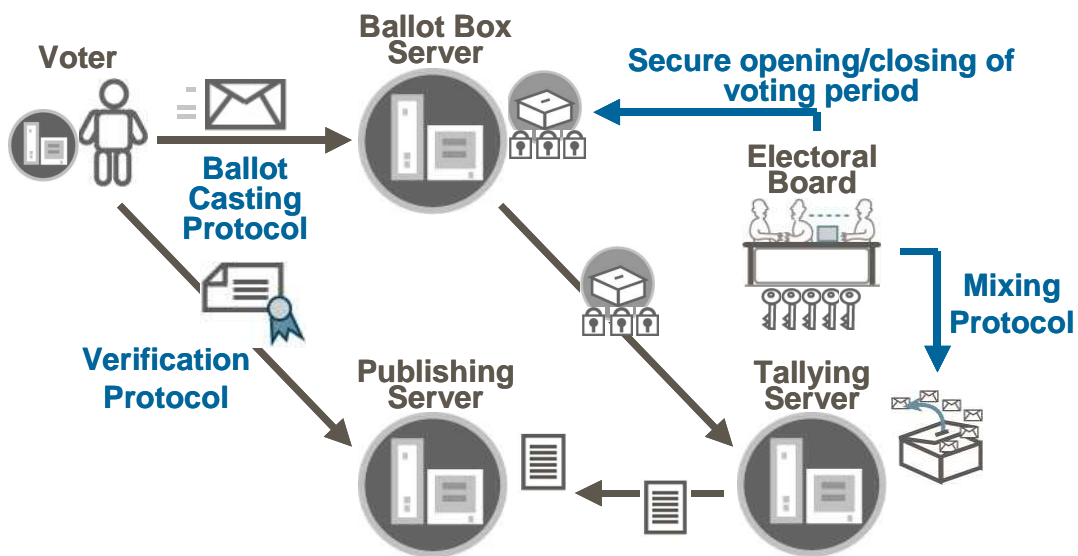 Voter
Ballot Box
Server
Secure opening/closing of
voting period
Ballot
Casting
Protocol
Electoral
Board
Mixing
Protocol
Verification
Protocol
Publishing
Server
Tallying
Server